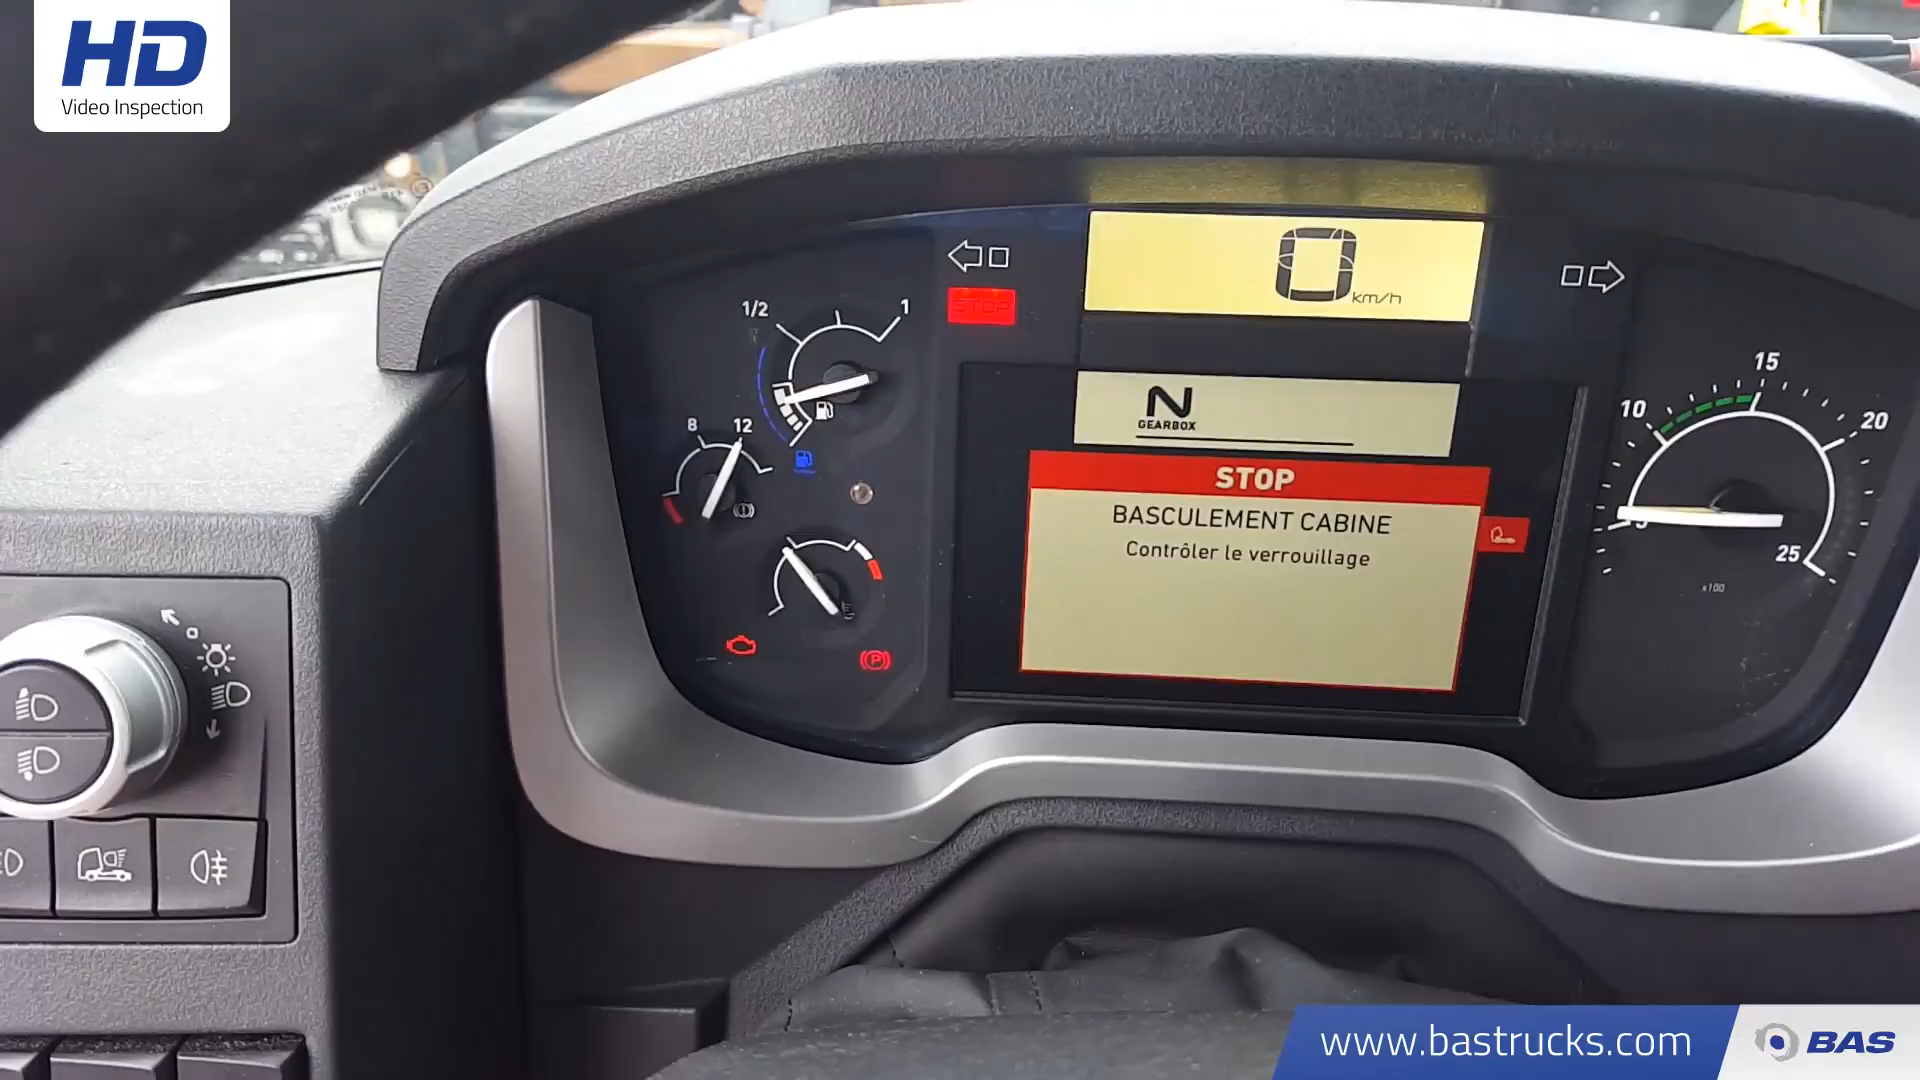 HD
Video Inspection
1/2
1
STOP
0 km/h
N
GEARBOX
8
12
STOP
BASCULEMENT CABINE
Contrôler le verrouillage
P
5
10
15
20
25
x100
www.bastrucks.com
BAS